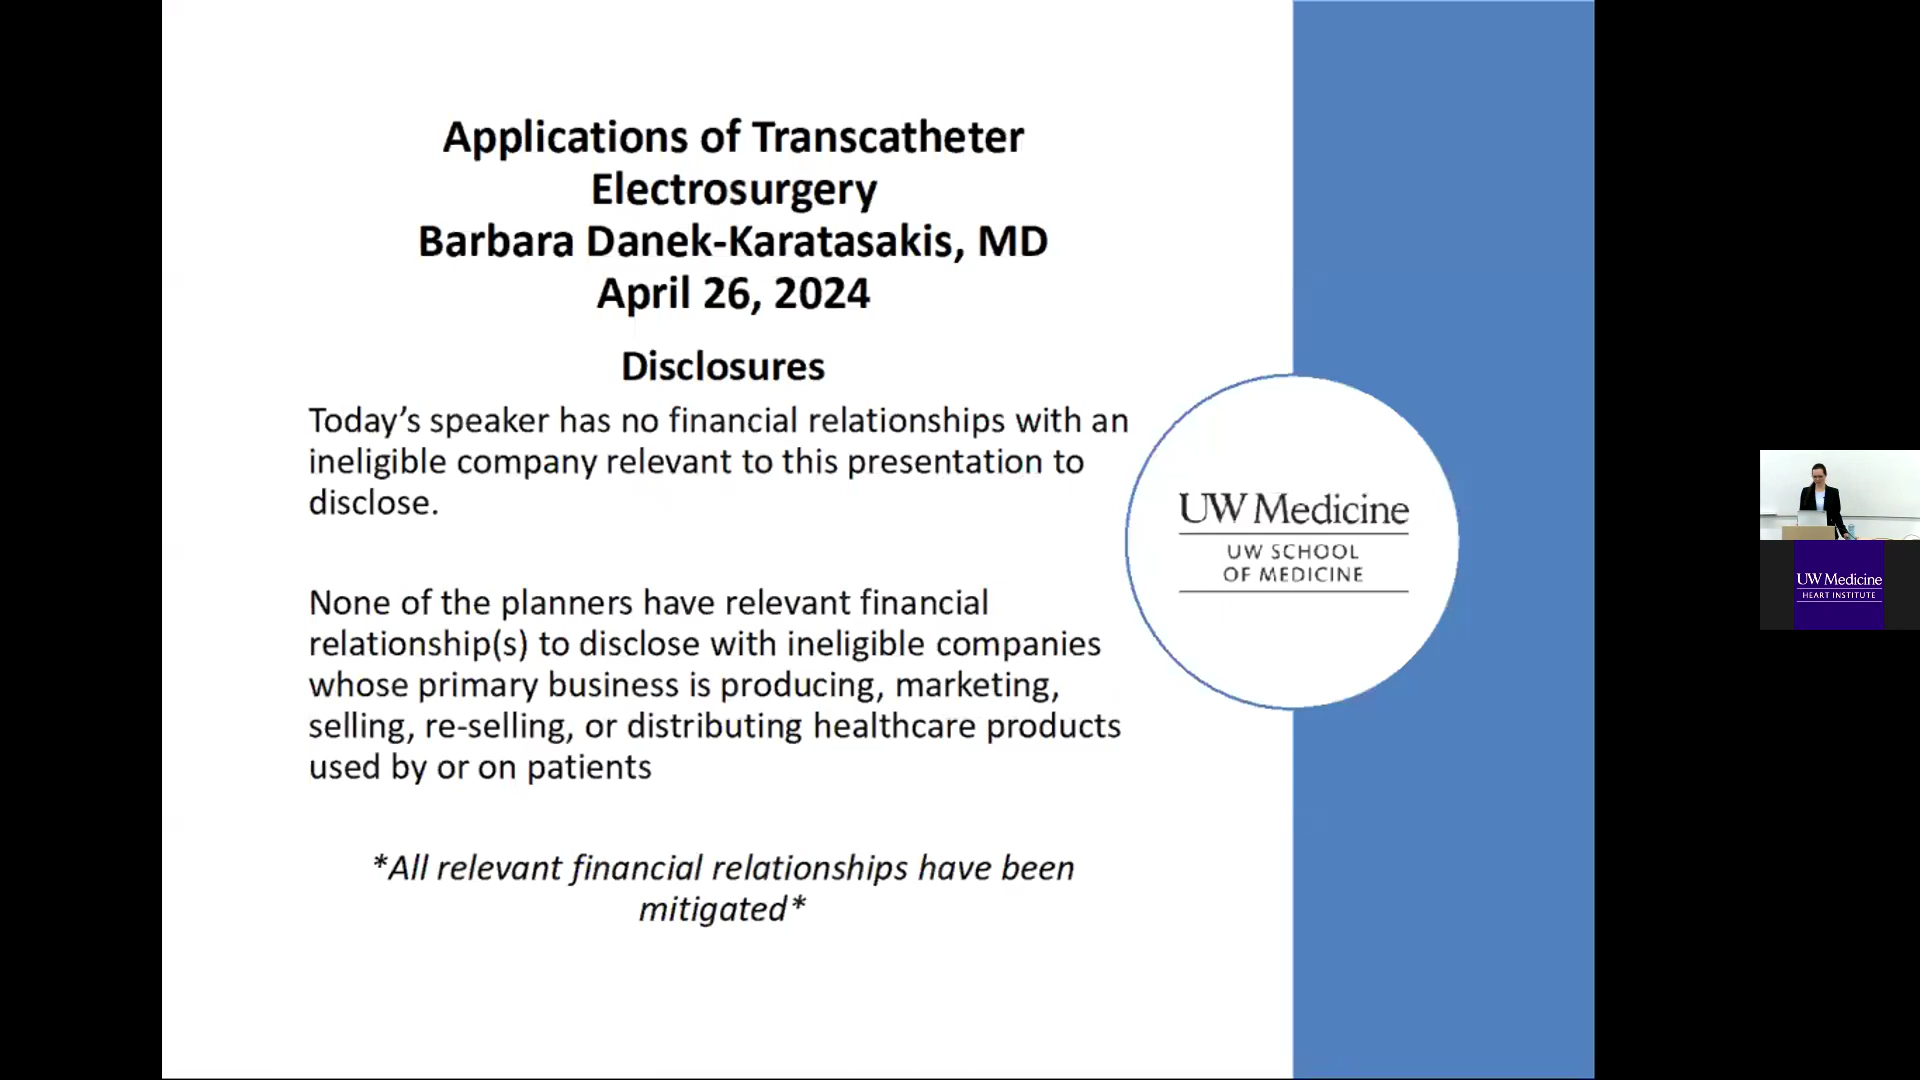 Applications of Transcatheter
Electrosurgery
Barbara Danek-Karatasakis, MD
April 26, 2024
Disclosures
Today’s speaker has no financial relationships with an
ineligible company relevant to this presentation to
disclose.
None of the planners have relevant financial
relationship(s) to disclose with ineligible companies
whose primary business is producing, marketing,
selling, re-selling, or distributing healthcare products
used by or on patients
*All relevant financial relationships have been
mitigated*
UW Medicine
UW SCHOOL
OF MEDICINE
UW Medicine
HEART INSTITUTE